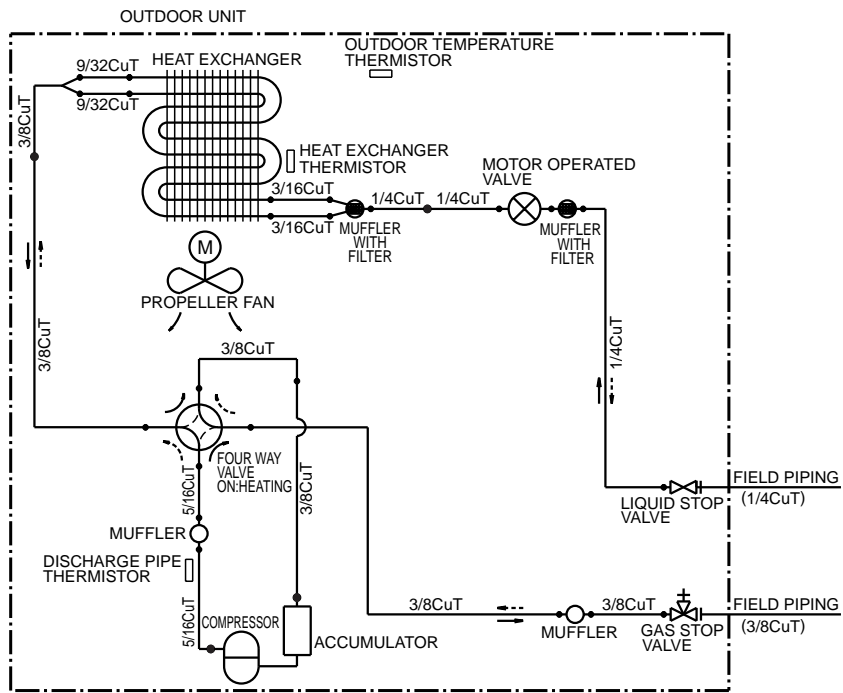 OUTDOOR UNIT
OUTDOOR TEMPERATURE
THERMISTOR
9/32CuT
HEAT EXCHANGER
9/32CuT
3/8CuT
HEAT EXCHANGER
THERMISTOR
MOTOR OPERATED
VALVE
3/16CuT
1/4CuT
1/4CuT
3/16CuT
MUFFLER
WITH
FILTER
MUFFLER
WITH
FILTER
M
PROPELLER FAN
3/8CuT
3/8CuT
1/4CuT
FOUR WAY
VALVE
ON:HEATING
5/16CuT
3/8CuT
FIELD PIPING
(1/4CuT)
LIQUID STOP
VALVE
MUFFLER
DISCHARGE PIPE
THERMISTOR
5/16CuT
COMPRESSOR
ACCUMULATOR
3/8CuT
3/8CuT
MUFFLER
GAS STOP
VALVE
FIELD PIPING
(3/8CuT)